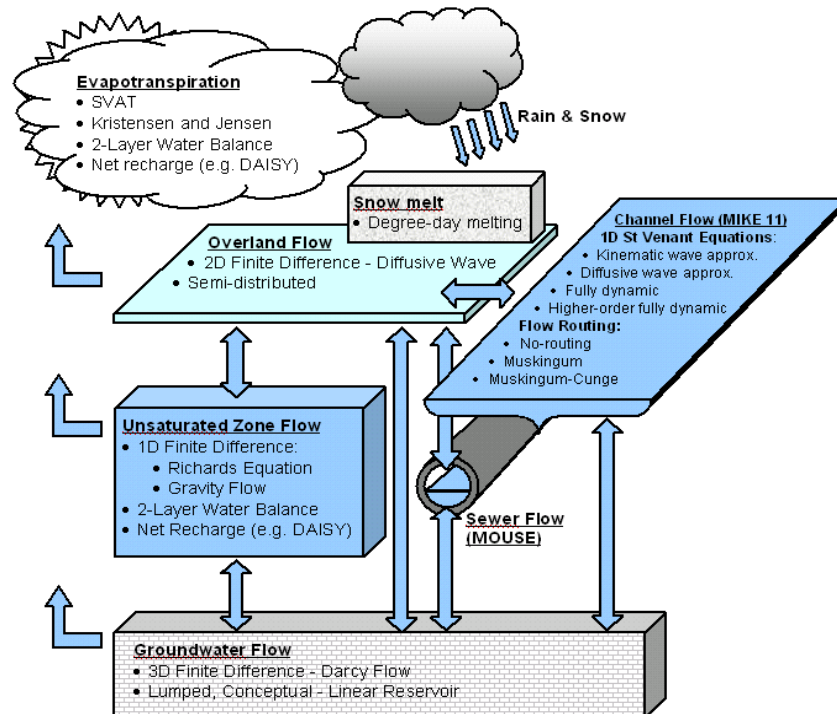 Evapotranspiration
• SVAT
• Kristensen and Jensen
• 2-Layer Water Balance
• Net recharge (e.g. DAISY)
Rain & Snow
Snow melt
• Degree-day melting
Overland Flow
• 2D Finite Difference - Diffusive Wave
• Semi-distributed
Channel Flow (MIKE 11)
1D St Venant Equations:
• Kinematic wave approx.
• Diffusive wave approx.
• Fully dynamic
• Higher-order fully dynamic
Flow Routing:
• No-routing
• Muskingum
• Muskingum-Cunge
Unsaturated Zone Flow
• 1D Finite Difference:
• Richards Equation
• Gravity Flow
• 2-Layer Water Balance
• Net Recharge (e.g. DAISY)
Sewer Flow
(MOUSE)
Groundwater Flow
• 3D Finite Difference - Darcy Flow
• Lumped, Conceptual - Linear Reservoir